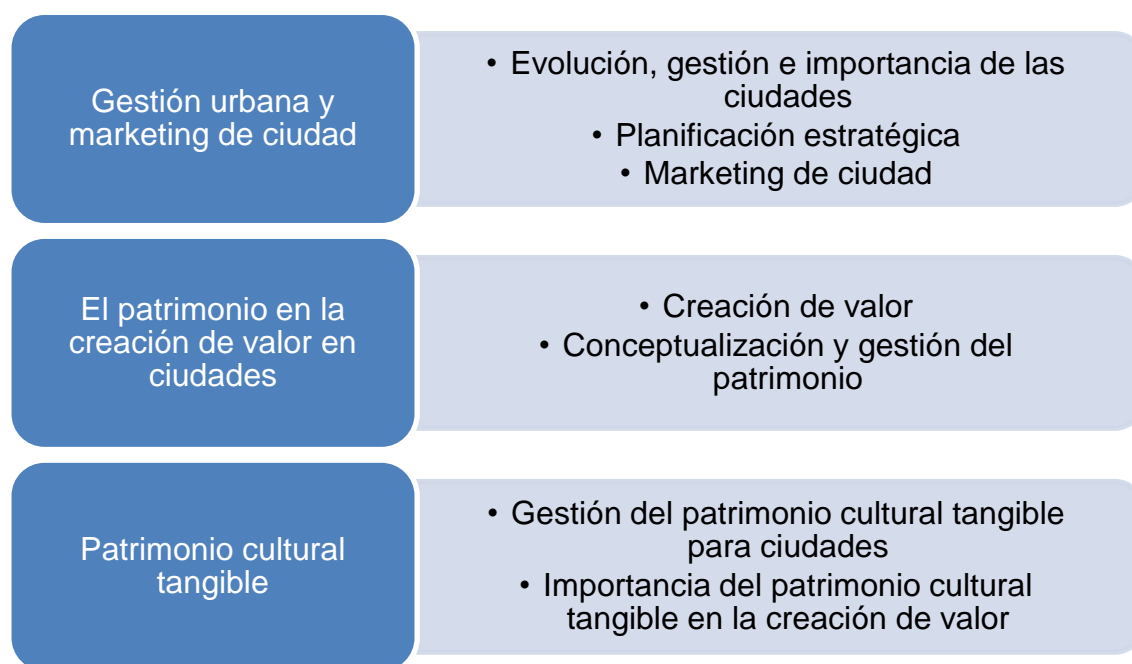 Gestión urbana y
marketing de ciudad
• Evolución, gestión e importancia de las
ciudades
• Planificación estratégica
• Marketing de ciudad
El patrimonio en la
creación de valor en
ciudades
• Creación de valor
• Conceptualización y gestión del
patrimonio
Patrimonio cultural
tangible
• Gestión del patrimonio cultural tangible
para ciudades
• Importancia del patrimonio cultural
tangible en la creación de valor